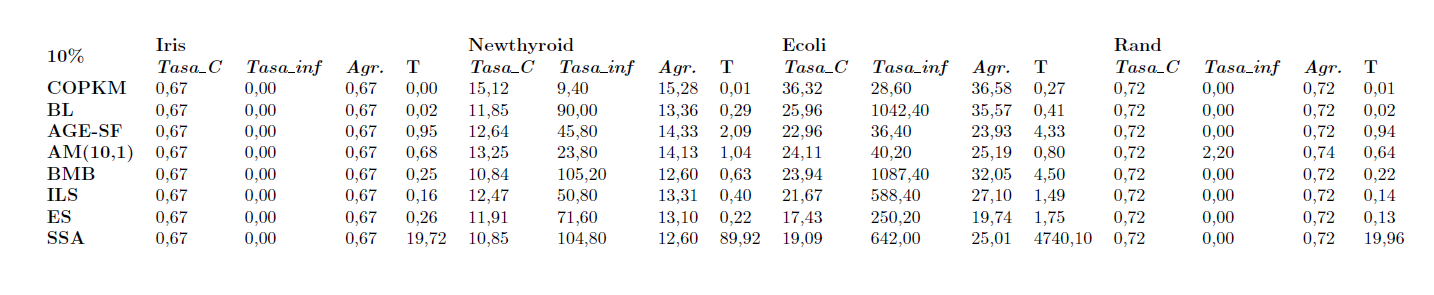 Iris Newthyroid Ecoli Rand
10%
Tasa_C Tasa_inf Agr. T Tasa_C Tasa_inf Agr. T Tasa_C Tasa_inf Agr. T Tasa_C Tasa_inf Agr. T
COPKM 0,67 0,00 0,67 0,00 15,12 9,40 15,28 0,01 36,32 28,60 36,58 0,27 0,72 0,00 0,72 0,01
BL 0,67 0,00 0,67 0,02 11,85 90,00 13,36 0,29 25,96 1042,40 35,57 0,41 0,72 0,00 0,72 0,02
AGE-SF 0,67 0,00 0,67 0,95 12,64 45,80 14,33 2,09 22,96 36,40 23,93 4,33 0,72 0,00 0,72 0,94
AM(10,1) 0,67 0,00 0,67 0,68 13,25 23,80 14,13 1,04 24,11 40,20 25,19 0,80 0,72 2,20 0,74 0,64
BMB 0,67 0,00 0,67 0,25 10,84 105,20 12,60 0,63 23,94 1087,40 32,05 4,50 0,72 0,00 0,72 0,22
ILS 0,67 0,00 0,67 0,16 12,47 50,80 13,31 0,40 21,67 588,40 27,10 1,49 0,72 0,00 0,72 0,14
ES 0,67 0,00 0,67 0,26 11,91 71,60 13,10 0,22 17,43 250,20 19,74 1,75 0,72 0,00 0,72 0,13
SSA 0,67 0,00 0,67 19,72 10,85 104,80 12,60 89,92 19,09 642,00 25,01 4740,10 0,72 0,00 0,72 19,96